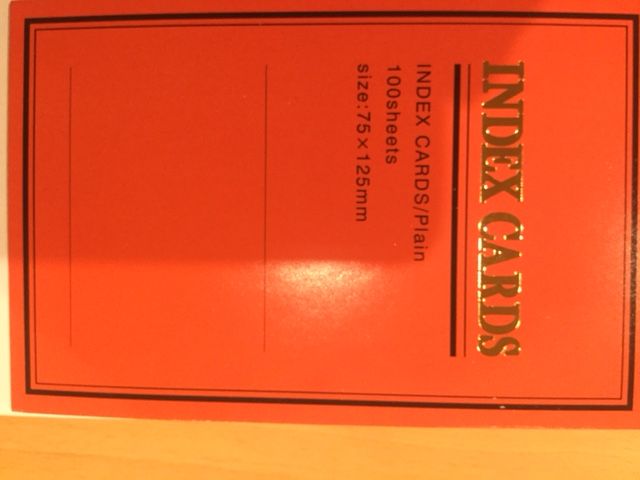 INDEX CARDS
INDEX CARDS/Plain
100sheets
size:75×125mm